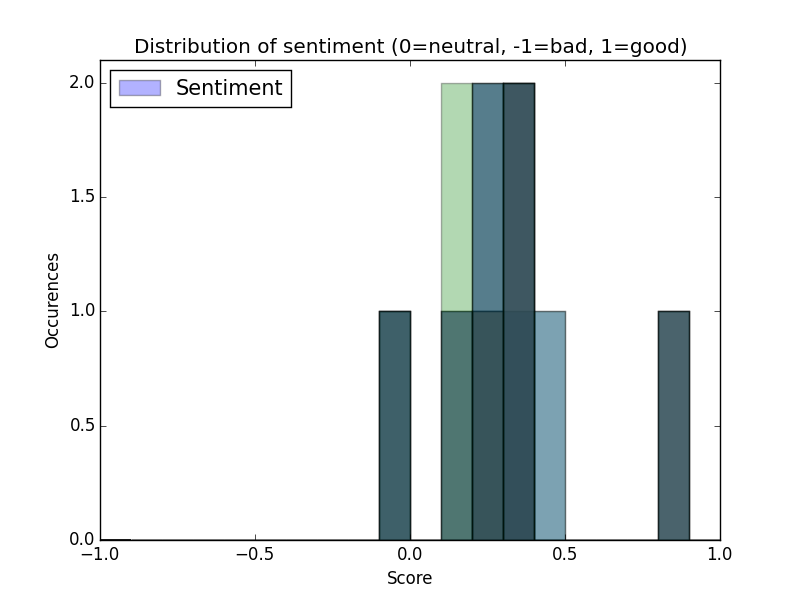 Distribution of sentiment (0=neutral, -1=bad, 1=good)
Sentiment
2.0
1.5
1.0
0.5
0.0
Occurences
−1.0 −0.5 0.0 0.5 1.0
Score